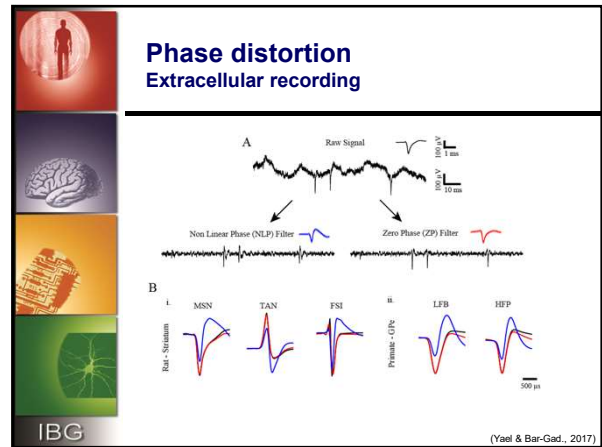 Phase distortion
Extracellular recording
A
Raw Signal
100 μV
1 ms
100 μV
10 ms
Non Linear Phase (NLP) Filter
Zero Phase (ZP) Filter
B
i.
MSN
TAN
FSI
Rat - Striatum
ii.
LFB
HFP
Primate - GPe
500 μs
IBG
(Yael & Bar-Gad., 2017)